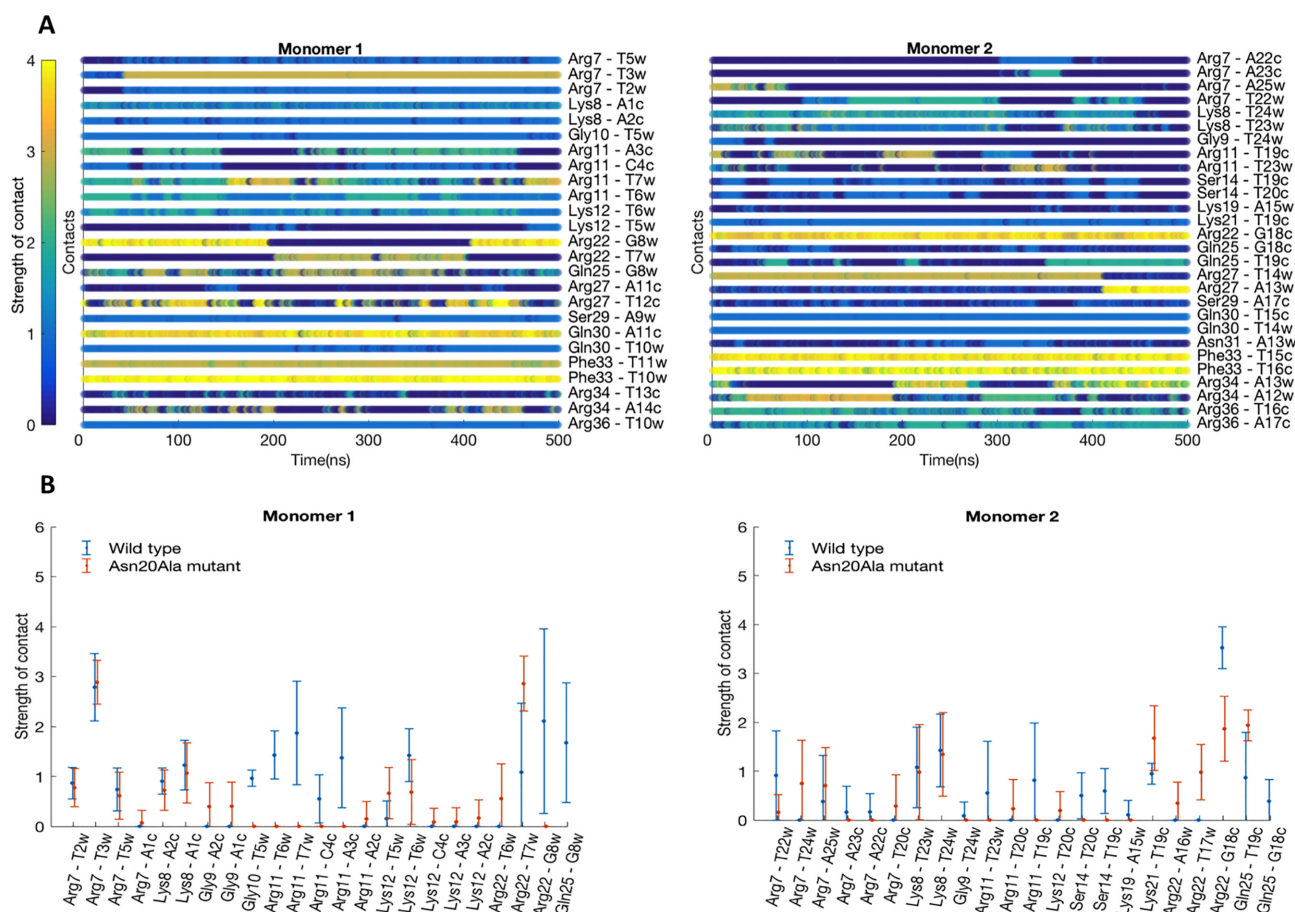 A
Monomer 1
Strength of contact
4
3
2
1
0
Contacts
Arg7 - T5w
Arg7 - T3w
Arg7 - T2w
Lys8 - A1c
Lys8 - A2c
Gly10 - T5w
Arg11 - A3c
Arg11 - C4c
Arg11 - T7w
Arg11 - T6w
Lys12 - T6w
Lys12 - T5w
Arg22 - G8w
Arg22 - T7w
Gln25 - G8w
Arg27 - A11c
Arg27 - T12c
Ser29 - A9w
Gln30 - A11c
Gln30 - T10w
Phe33 - T11w
Phe33 - T10w
Arg34 - T13c
Arg34 - A14c
Arg36 - T10w
0 100 200 300 400 500
Time(ns)
Monomer 2
Contacts
Arg7 - A22c
Arg7 - A23c
Arg7 - A25w
Arg7 - T22w
Lys8 - T24w
Lys8 - T23w
Gly9 - T24w
Arg11 - T19c
Arg11 - T23w
Ser14 - T19c
Ser14 - T20c
Lys19 - A15w
Lys21 - T19c
Arg22 - G18c
Gln25 - G18c
Gln25 - T19c
Arg27 - T14w
Arg27 - A13w
Ser29 - A17c
Gln30 - T15c
Gln30 - T14w
Asn31 - A13w
Phe33 - T15c
Phe33 - T16c
Arg34 - A13w
Arg34 - A12w
Arg36 - T16c
Arg36 - A17c
0 100 200 300 400 500
Time(ns)
B
Monomer 1
Strength of contact
6
5
4
3
2
1
0
Wild type
Asn20Ala mutant
Arg7 - T2w
Arg7 - T3w
Arg7 - T5w
Arg7 - A1c
Lys8 - A2c
Lys8 - A1c
Gly9 - A2c
Gly9 - A1c
Gly10 - T5w
Arg11 - T6w
Arg11 - T7w
Arg11 - C4c
Arg11 - A3c
Arg11 - A2c
Lys12 - T5w
Lys12 - T6w
Lys12 - C4c
Lys12 - A3c
Lys12 - A2c
Arg22 - T6w
Arg22 - T7w
Arg22 - G8w
Gln25 - G8w
Monomer 2
Strength of contact
6
5
4
3
2
1
0
Wild type
Asn20Ala mutant
Arg7 - T22w
Arg7 - T24w
Arg7 - A25w
Arg7 - A23c
Arg7 - A22c
Arg7 - T20c
Lys8 - T23w
Lys8 - T24w
Gly9 - T24w
Arg11 - T23w
Arg11 - T20c
Arg11 - T19c
Lys12 - T20c
Ser14 - T20c
Ser14 - T19c
Lys19 - A15w
Lys21 - T19c
Arg22 - A16w
Arg22 - T17w
Arg22 - G18c
Gln25 - T19c
Gln25 - G18c